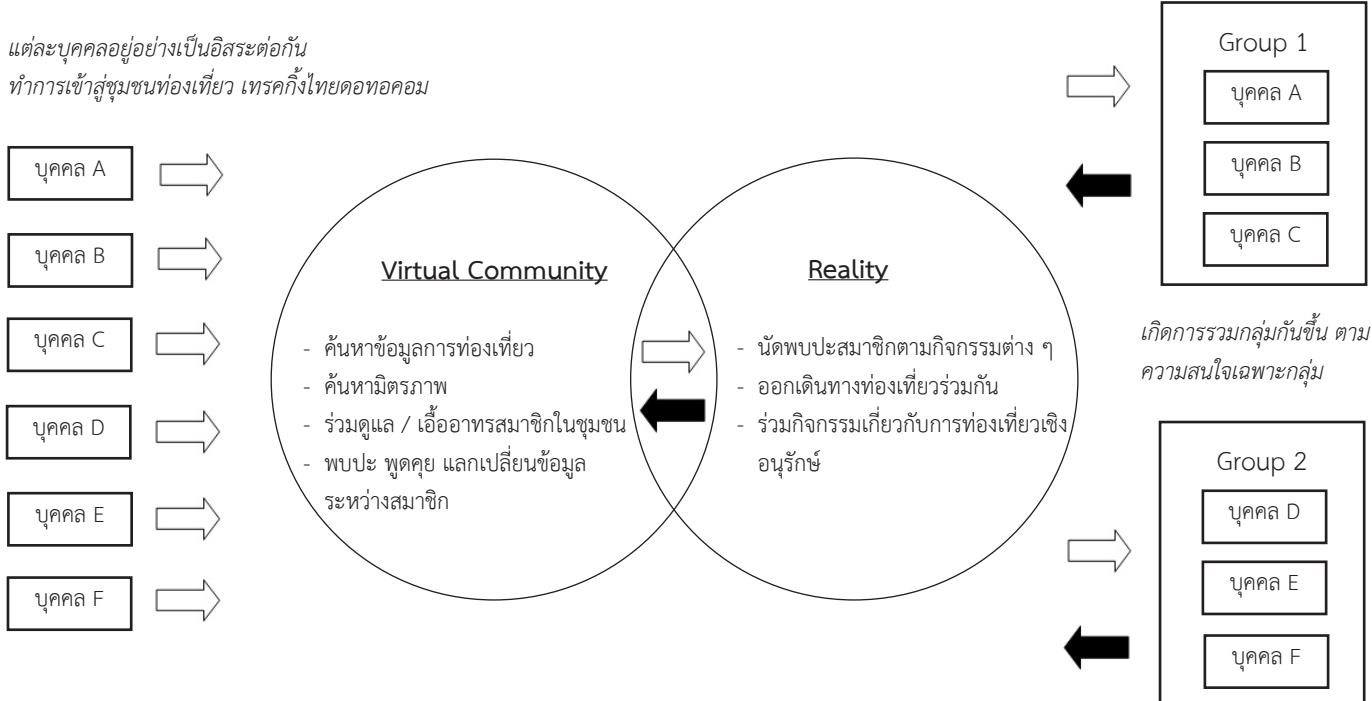 แต่ละบุคคลอยู่อย่างเป็นอิสระต่อกัน
ทำการเข้าสู่ชุมชนท่องเที่ยว เทรคกิ้งไทยดอทอคอม
บุคคล A
บุคคล B
บุคคล C
บุคคล D
บุคคล E
บุคคล F
Virtual Community
- ค้นหาข้อมูลการท่องเที่ยว
- ค้นหามิตรภาพ
- ร่วมดูแล / เอื้ออาทรสมาชิกในชุมชน
- พบปะ พูดคุย แลกเปลี่ยนข้อมูล
ระหว่างสมาชิก
Reality
- นัดพบปะสมาชิกตามกิจกรรมต่าง ๆ
- ออกเดินทางท่องเที่ยวร่วมกัน
- ร่วมกิจกรรมเกี่ยวกับการท่องเที่ยวเชิง
อนุรักษ์
Group 1
บุคคล A
บุคคล B
บุคคล C
เกิดการรวมกลุ่มกันขึ้น ตาม
ความสนใจเฉพาะกลุ่ม
Group 2
บุคคล D
บุคคล E
บุคคล F